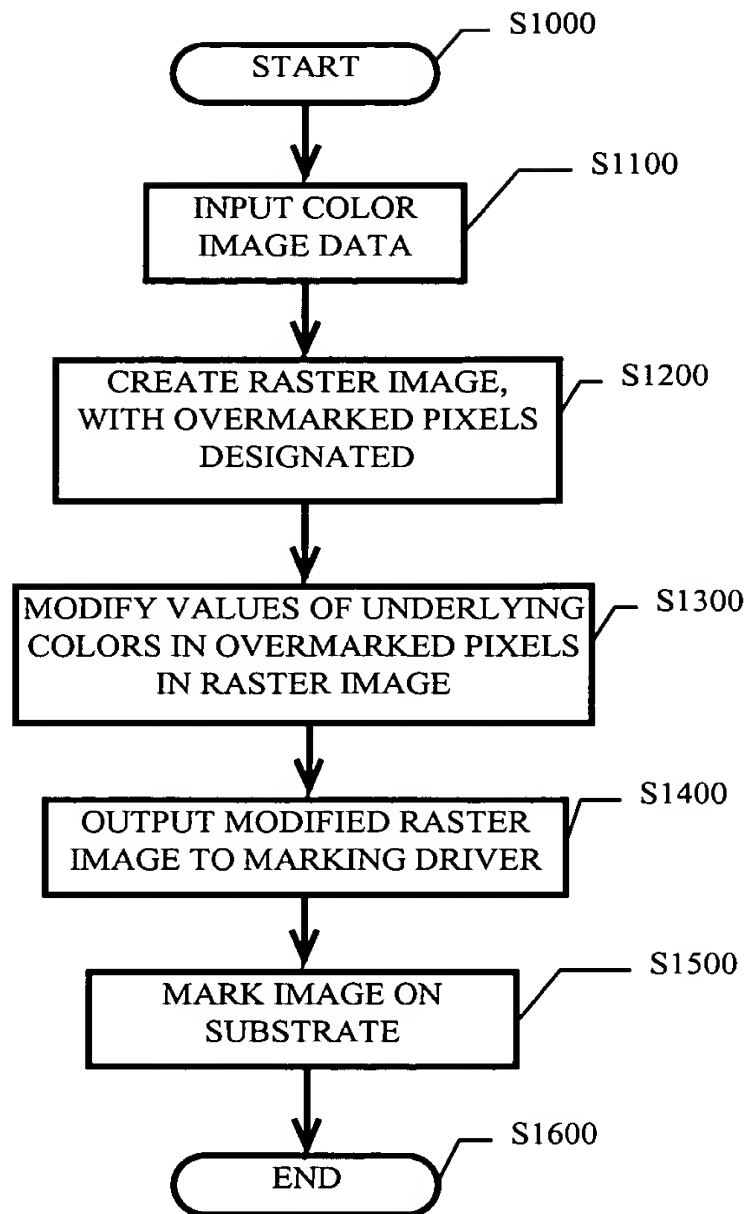 S1000
START
S1100
INPUT COLOR
IMAGE DATA
S1200
CREATE RASTER IMAGE,
WITH OVERMARKED PIXELS
DESIGNATED
S1300
MODIFY VALUES OF UNDERLYING
COLORS IN OVERMARKED PIXELS
IN RASTER IMAGE
S1400
OUTPUT MODIFIED RASTER
IMAGE TO MARKING DRIVER
S1500
MARK IMAGE ON
SUBSTRATE
S1600
END